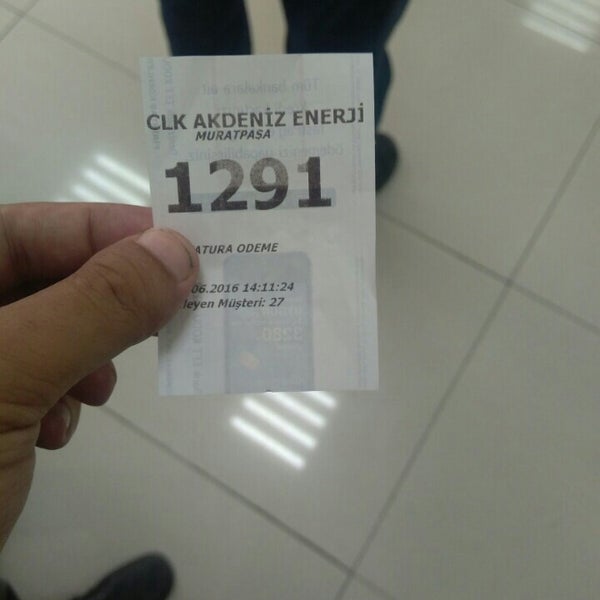 CLK AKDENİZ ENERJİ
MURATPAŞA
1291
ATURA ODEME
06.2016 14:11:24
leyen Müşteri: 27